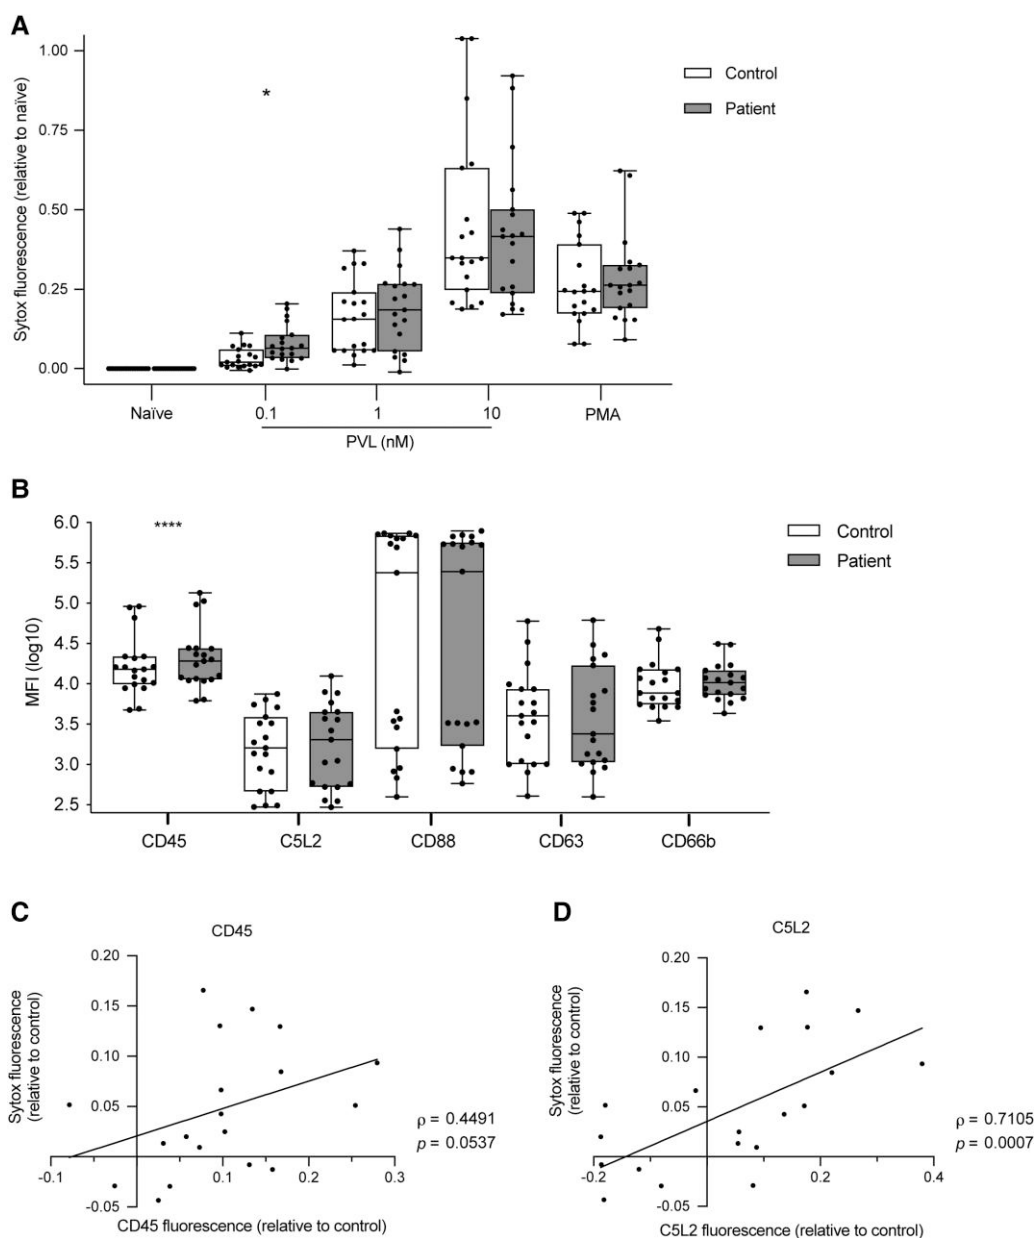 A
Sytox fluorescence (relative to naïve)
1.00
0.75
0.50
0.25
0.00
*
Control
Patient
Naïve
0.1
1
10
PMA
PVL (nM)
B
MFI (log10)
6.0
5.5
5.0
4.5
4.0
3.5
3.0
2.5
****
Control
Patient
CD45
C5L2
CD88
CD63
CD66b
C
CD45
Sytox fluorescence
(relative to control)
0.20
0.15
0.10
0.05
-0.05
-0.1
0.1
0.2
0.3
ρ = 0.4491
p = 0.0537
CD45 fluorescence (relative to control)
D
C5L2
Sytox fluorescence
(relative to control)
0.20
0.15
0.10
0.05
-0.05
-0.2
0.2
0.4
ρ = 0.7105
p = 0.0007
C5L2 fluorescence (relative to control)